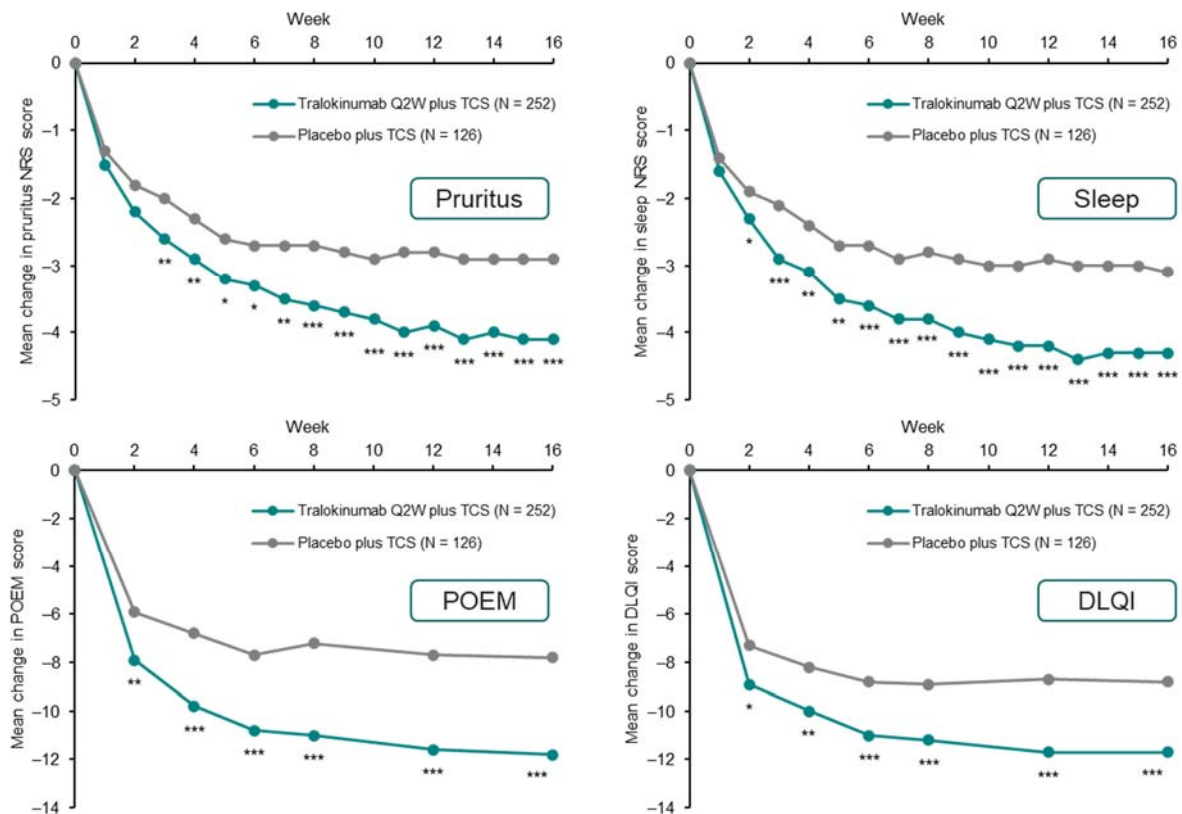 Week
0 2 4 6 8 10 12 14 16
0
−1
−2
−3
−4
−5
Mean change in pruritus NRS score
Tralokinumab Q2W plus TCS (N = 252)
Placebo plus TCS (N = 126)
Pruritus
** ** * * ** *** *** *** *** *** *** *** *** ***
Week
0 2 4 6 8 10 12 14 16
0
−1
−2
−3
−4
−5
Mean change in sleep NRS score
Tralokinumab Q2W plus TCS (N = 252)
Placebo plus TCS (N = 126)
Sleep
* *** ** ** *** *** *** *** *** *** *** *** *** *** ***
Week
0 2 4 6 8 10 12 14 16
0
−2
−4
−6
−8
−10
−12
−14
Mean change in POEM score
Tralokinumab Q2W plus TCS (N = 252)
Placebo plus TCS (N = 126)
POEM
** *** *** *** *** ***
Week
0 2 4 6 8 10 12 14 16
0
−2
−4
−6
−8
−10
−12
−14
Mean change in DLQI score
Tralokinumab Q2W plus TCS (N = 252)
Placebo plus TCS (N = 126)
DLQI
* ** *** *** *** ***